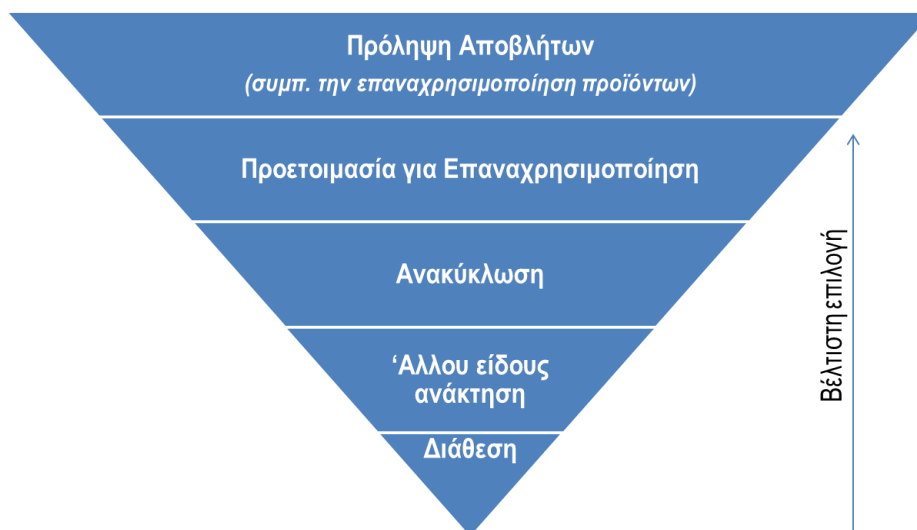 Πρόληψη Αποβλήτων
(συμπ. την επαναχρησιμοποίηση προϊόντων)
Προετοιμασία για Επαναχρησιμοποίηση
Ανακύκλωση
‘Αλλου είδους
ανάκτηση
Διάθεση
Βέλτιστη επιλογή